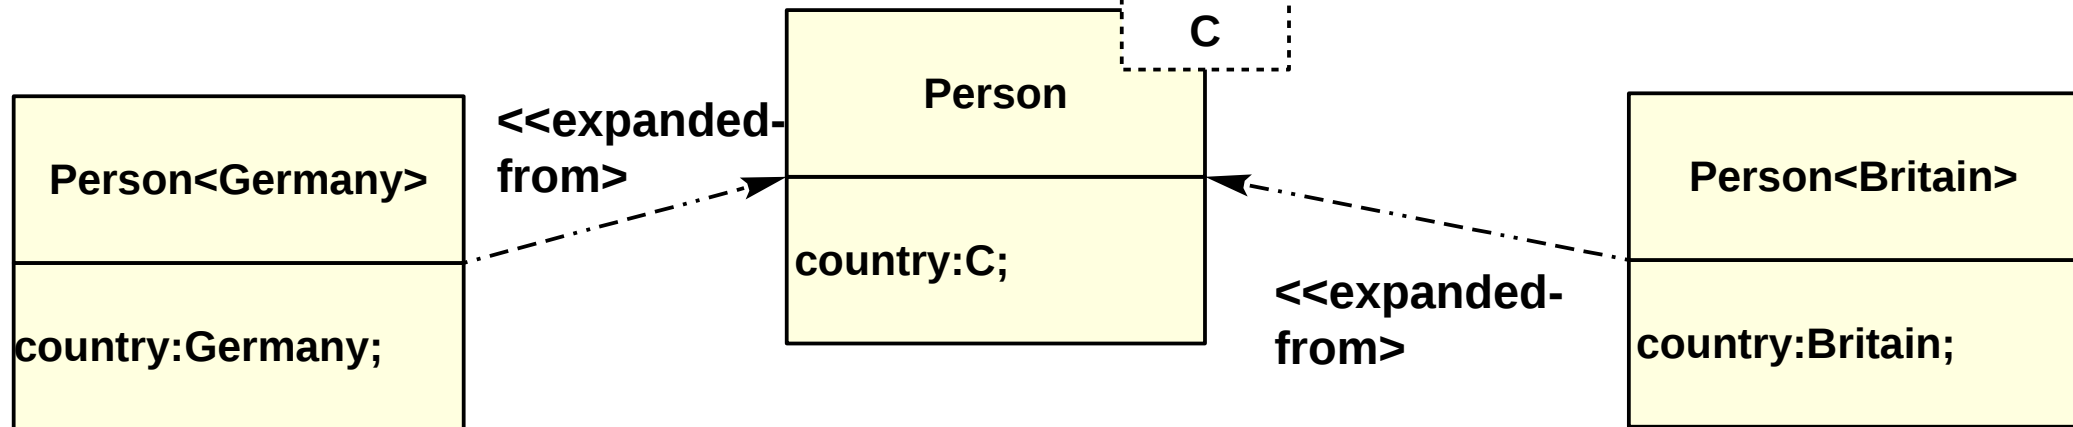 C
Person
<<expanded-
from>
Person<Germany>
Person<Britain>
country:C;
<<expanded-
from>
country:Germany;
country:Britain;